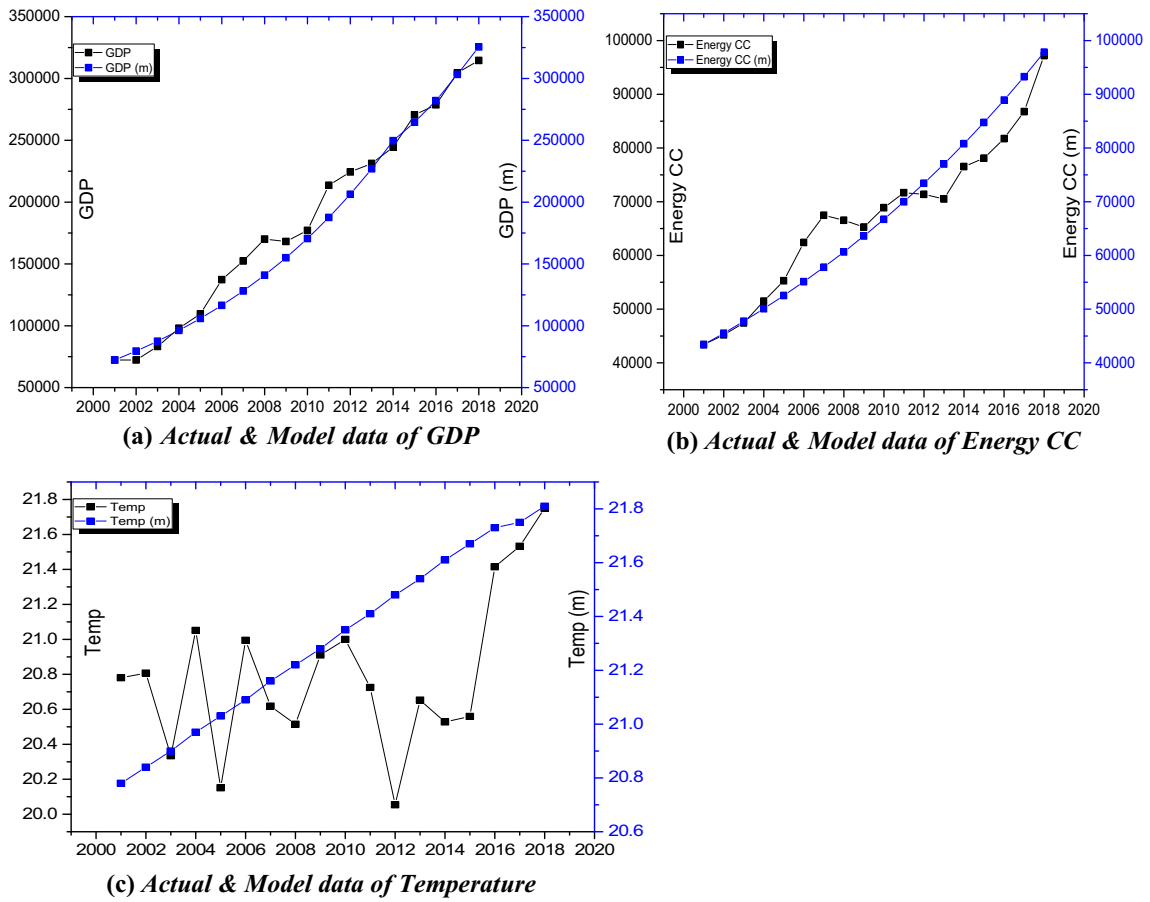 350000
300000
250000
200000
150000
100000
50000
GDP
GDP
GDP (m)
350000
300000
250000
200000
150000
100000
50000
GDP (m)
2000 2002 2004 2006 2008 2010 2012 2014 2016 2018 2020
(a) Actual & Model data of GDP
100000
90000
80000
70000
60000
50000
40000
Energy CC
Energy CC
Energy CC (m)
100000
90000
80000
70000
60000
50000
40000
Energy CC (m)
2000 2002 2004 2006 2008 2010 2012 2014 2016 2018 2020
(b) Actual & Model data of Energy CC
21.8
21.6
21.4
21.2
21.0
20.8
20.6
20.4
20.2
20.0
Temp
Temp
Temp (m)
21.8
21.6
21.4
21.2
21.0
20.8
20.6
Temp (m)
2000 2002 2004 2006 2008 2010 2012 2014 2016 2018 2020
(c) Actual & Model data of Temperature